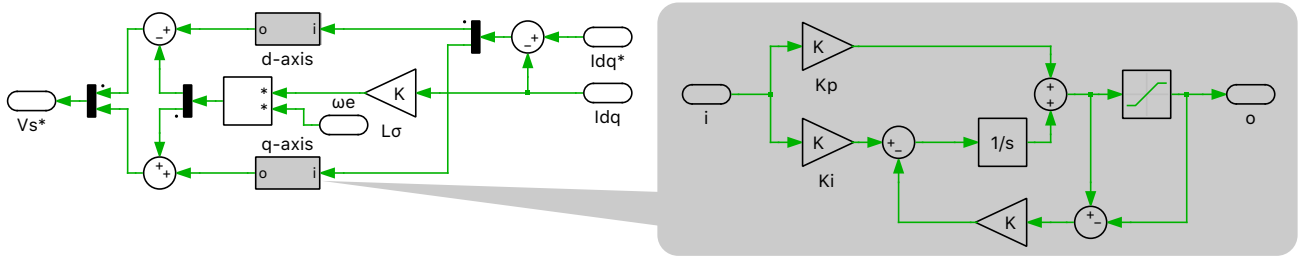 o
i
d-axis
−
+
−
+
Idq*
Vs*
*
*
ωe
K
Lσ
Idq
q-axis
+
+
o
i
K
Kp
i
+
+
o
K
Ki
+
−
1/s
K
+
−